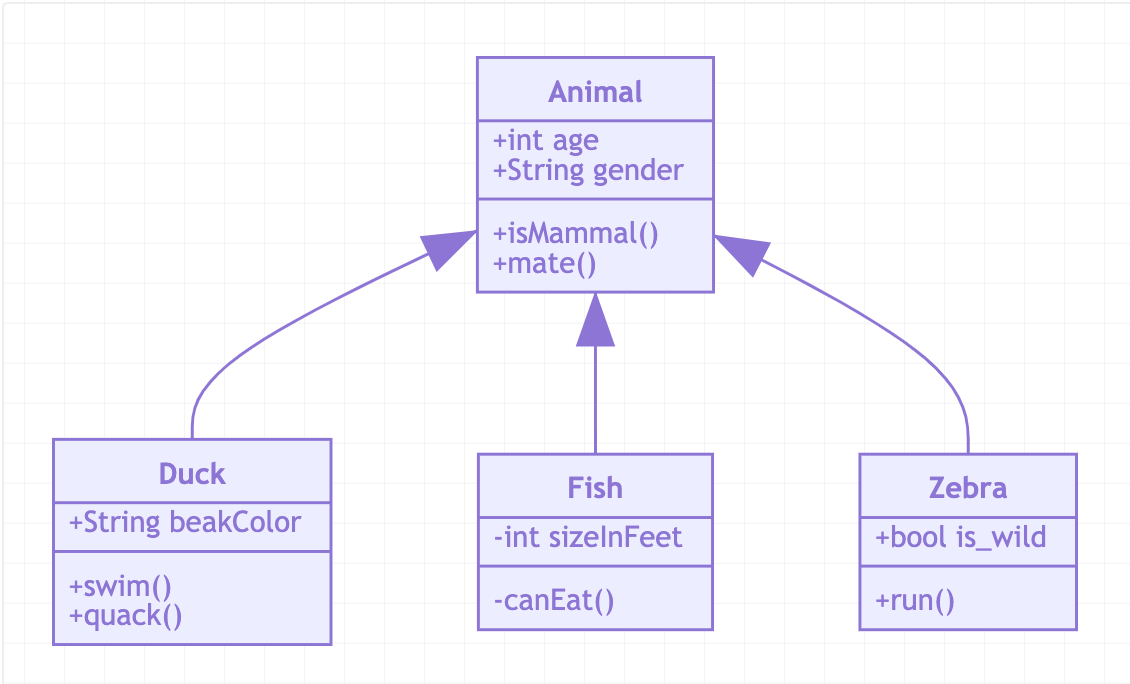 Animal
+int age
+String gender
+isMammal()
+mate()
Duck
+String beakColor
+swim()
+quack()
Fish
-int sizeInFeet
-canEat()
Zebra
+bool is_wild
+run()